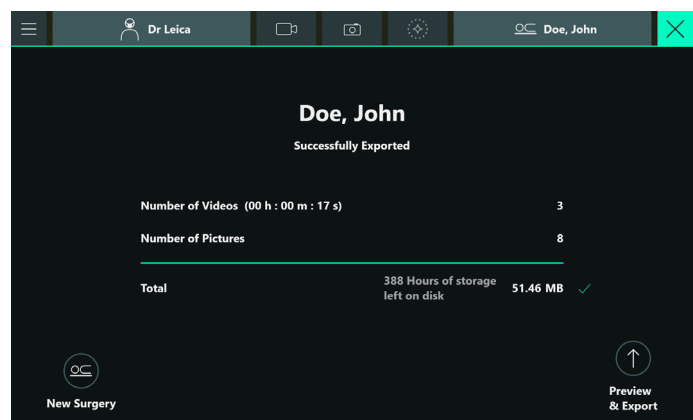 Dr Leica
Doe, John
Doe, John
Successfully Exported
Number of Videos (00 h : 00 m : 17 s) 3
Number of Pictures 8
Total 388 Hours of storage left on disk 51.46 MB
New Surgery
Preview
& Export